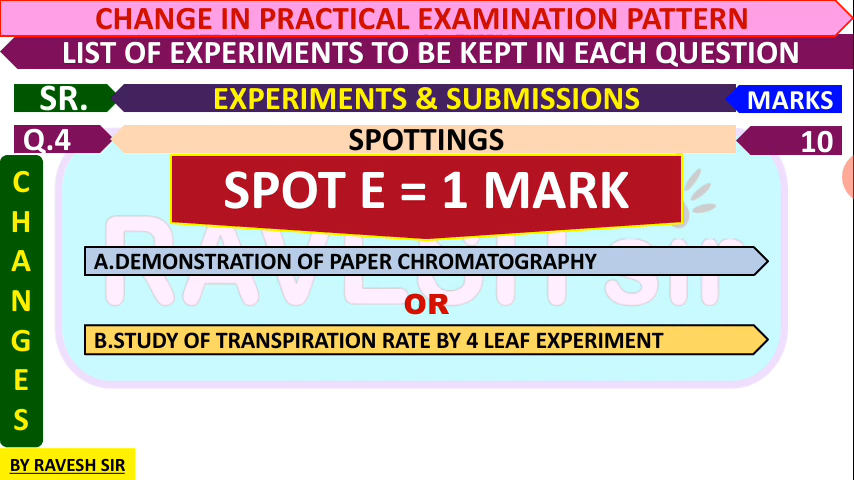 CHANGE IN PRACTICAL EXAMINATION PATTERN
LIST OF EXPERIMENTS TO BE KEPT IN EACH QUESTION
SR. EXPERIMENTS & SUBMISSIONS MARKS
Q.4 SPOTTINGS 10
CHANGES
SPOT E = 1 MARK
RAVESH sir
A.DEMONSTRATION OF PAPER CHROMATOGRAPHY
OR
B.STUDY OF TRANSPIRATION RATE BY 4 LEAF EXPERIMENT
BY RAVESH SIR